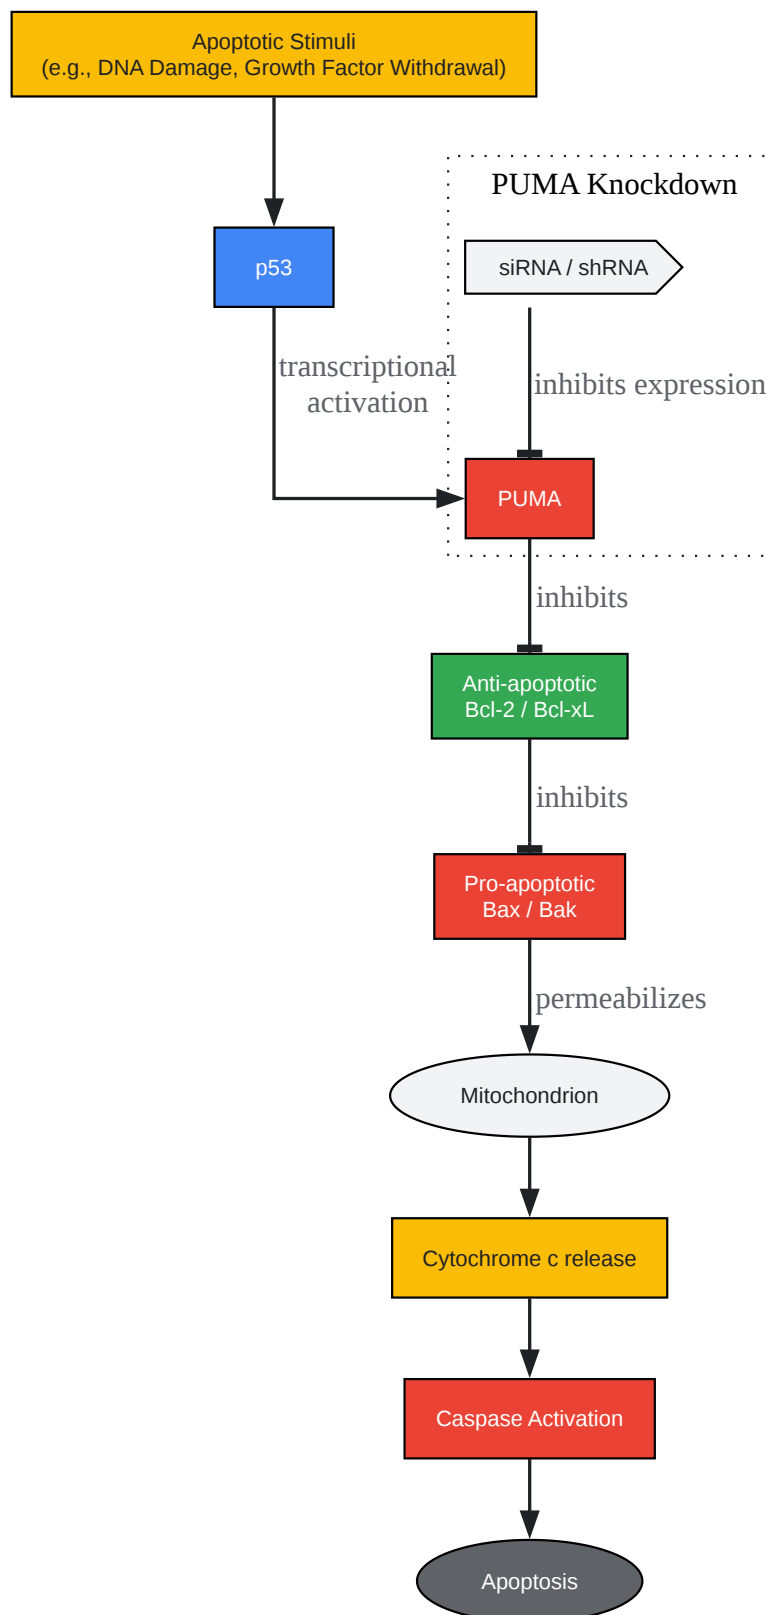 Apoptotic Stimuli
(e.g., DNA Damage, Growth Factor Withdrawal)
PUMA Knockdown
p53
siRNA / shRNA
transcriptional
activation
inhibits expression
PUMA
inhibits
Anti-apoptotic
Bcl-2 / Bcl-xL
inhibits
Pro-apoptotic
Bax / Bak
permeabilizes
Mitochondrion
Cytochrome c release
Caspase Activation
Apoptosis